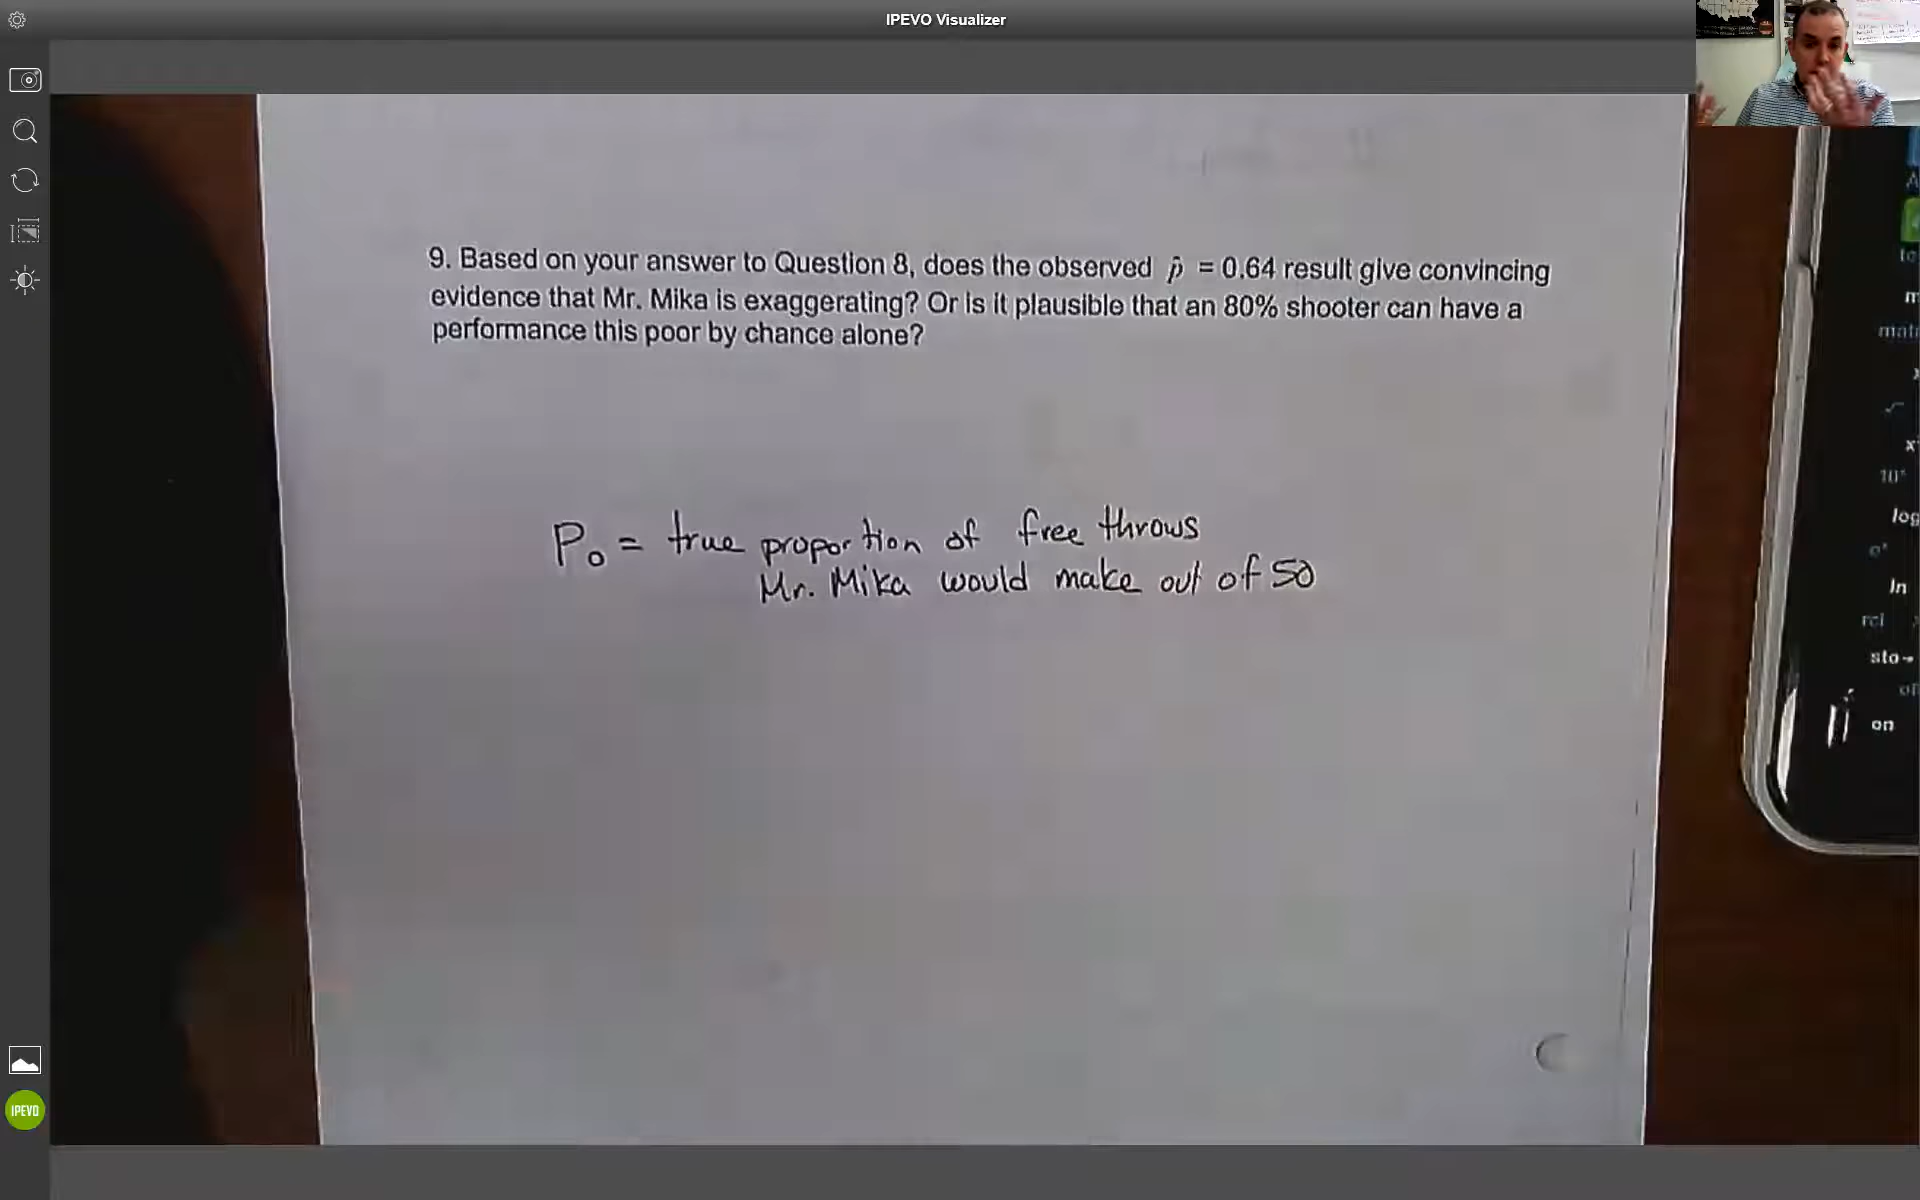 IPEVO Visualizer
9. Based on your answer to Question 8, does the observed p̂ = 0.64 result give convincing
evidence that Mr. Mika is exaggerating? Or is it plausible that an 80% shooter can have a
performance this poor by chance alone?
P₀ = true proportion of free throws
Mr. Mika would make out of 50
log
ln
sto→
on
IPEVO